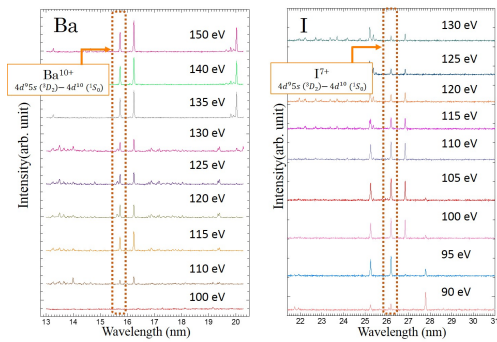 Ba
150 eV
140 eV
135 eV
130 eV
125 eV
120 eV
115 eV
110 eV
100 eV
Ba10+
4d⁹5s (³D₂)− 4d¹⁰ (¹S₀)
Intensity(arb. unit)
13 14 15 16 17 18 19 20
Wavelength (nm)
I
130 eV
125 eV
120 eV
115 eV
110 eV
105 eV
100 eV
95 eV
90 eV
I7+
4d⁹5s (³D₂)− 4d¹⁰ (¹S₀)
Intensity(arb. unit)
22 23 24 25 26 27 28 29 30 31
Wavelength (nm)